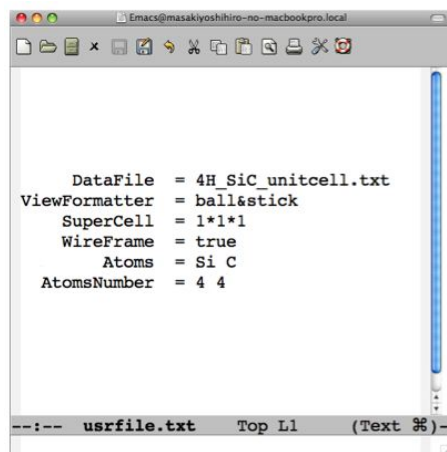 Emacs@masakiyoshihiro-no-macbookpro.local
DataFile = 4H_SiC_unitcell.txt
ViewFormatter = ball&stick
SuperCell = 1*1*1
WireFrame = true
Atoms = Si C
AtomsNumber = 4 4
--:-- usrfile.txt Top L1 (Text ⌘)-